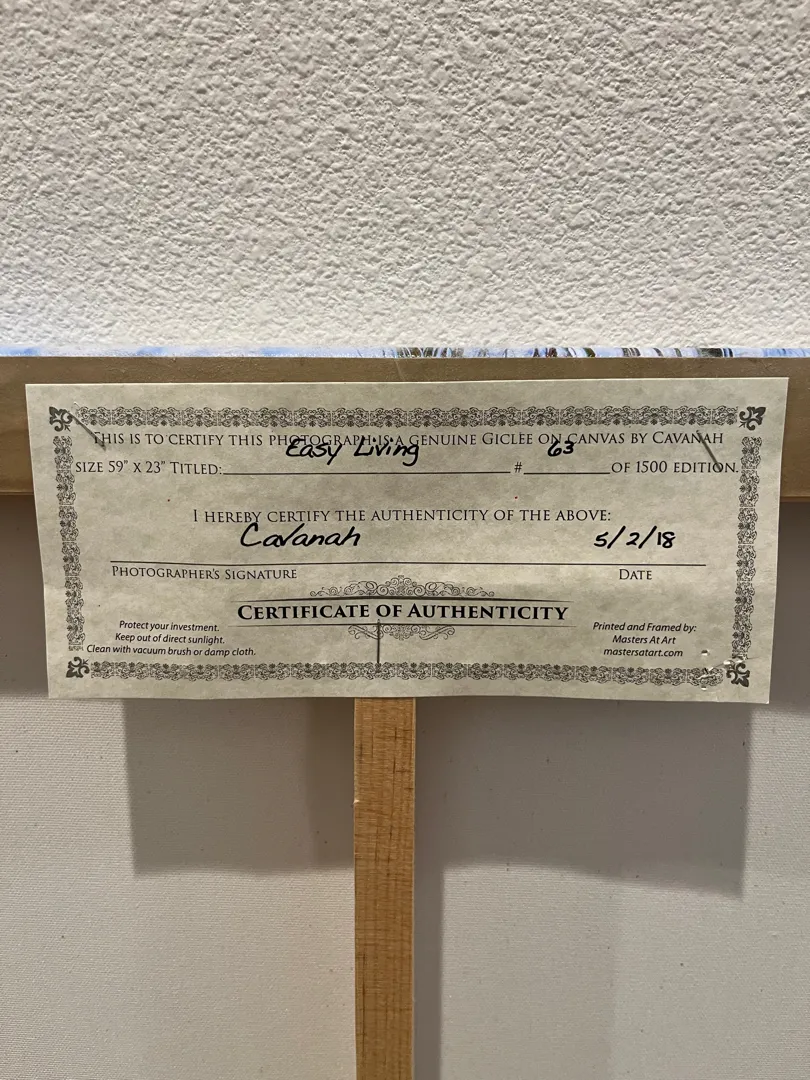 THIS IS TO CERTIFY THIS PHOTOGRAPH IS A GENUINE GICLEE ON CANVAS BY CAVANAH
SIZE 59" X 23" TITLED: Easy Living # 63 OF 1500 EDITION.
I HEREBY CERTIFY THE AUTHENTICITY OF THE ABOVE:
Cavanah 5/2/18
PHOTOGRAPHER'S SIGNATURE DATE
CERTIFICATE OF AUTHENTICITY
Protect your investment.
Keep out of direct sunlight.
Clean with vacuum brush or damp cloth.
Printed and Framed by:
Masters At Art
mastersatart.com